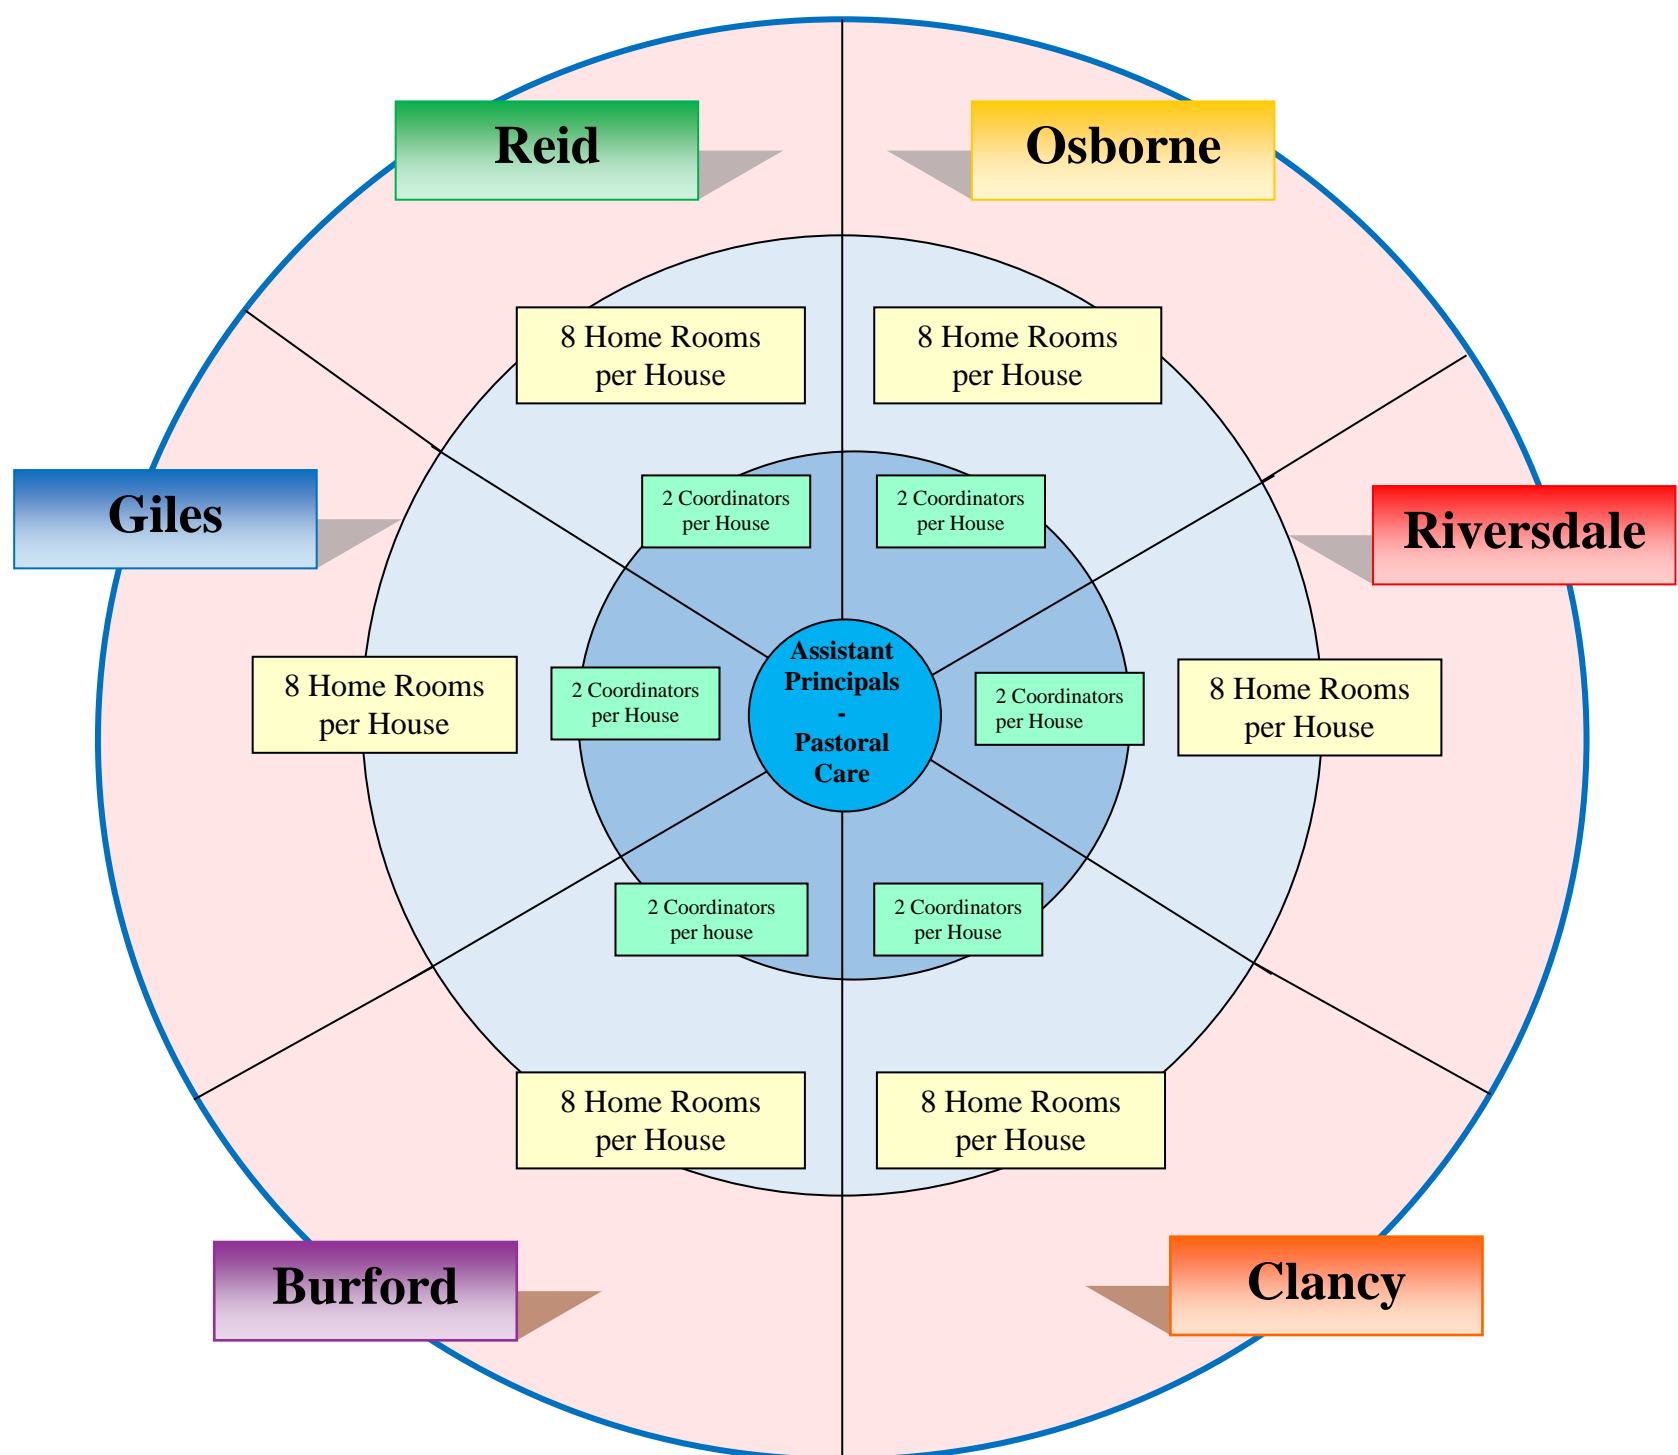 Reid
Osborne
8 Home Rooms
per House
8 Home Rooms
per House
Giles
2 Coordinators
per House
2 Coordinators
per House
Riversdale
8 Home Rooms
per House
2 Coordinators
per House
Assistant
Principals
-
Pastoral
Care
2 Coordinators
per House
8 Home Rooms
per House
2 Coordinators
per house
2 Coordinators
per House
8 Home Rooms
per House
8 Home Rooms
per House
Burford
Clancy